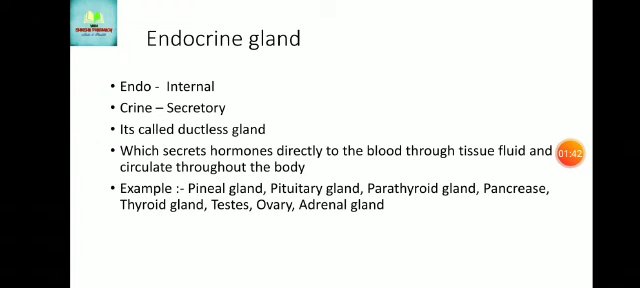 Endocrine gland
• Endo - Internal
• Crine – Secretory
• Its called ductless gland
• Which secrets hormones directly to the blood through tissue fluid and
circulate throughout the body
01:42
• Example :- Pineal gland, Pituitary gland, Parathyroid gland, Pancrease,
Thyroid gland, Testes, Ovary, Adrenal gland